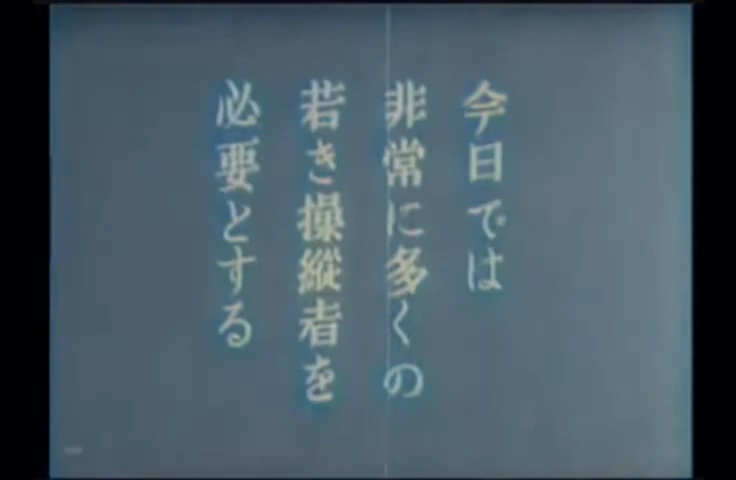 今日では
非常に多くの
若き操縦者を
必要とする